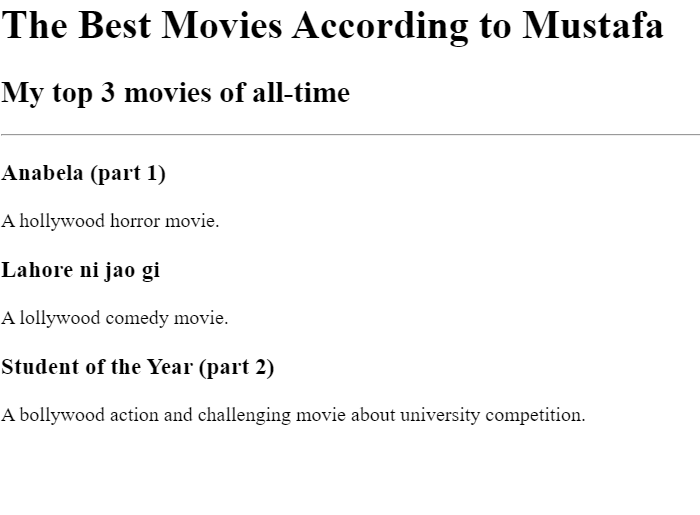 The Best Movies According to Mustafa
My top 3 movies of all-time
Anabela (part 1)
A hollywood horror movie.
Lahore ni jao gi
A lollywood comedy movie.
Student of the Year (part 2)
A bollywood action and challenging movie about university competition.